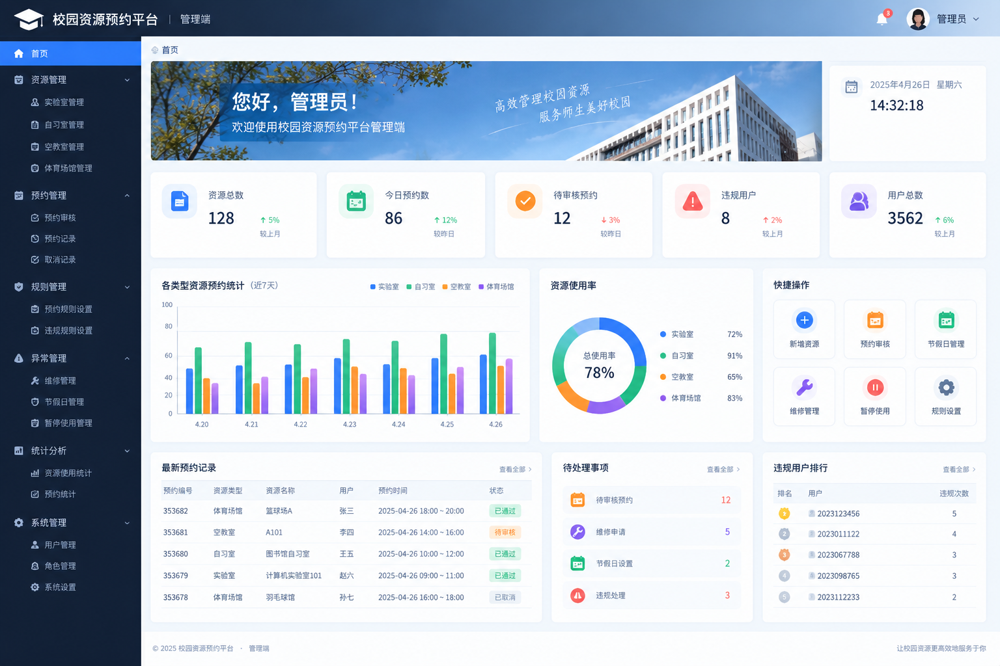 校园资源预约平台 | 管理端
8
管理员
首页
资源管理
实验室管理
自习室管理
空教室管理
体育场馆管理
预约管理
预约审核
预约记录
取消记录
规则管理
预约规则设置
违规规则设置
异常管理
维修管理
节假日管理
暂停使用管理
统计分析
资源使用统计
预约统计
系统管理
用户管理
角色管理
系统设置
首页
您好，管理员！
欢迎使用校园资源预约平台管理端
高效管理校园资源
服务师生美好校园
2025年4月26日 星期六
14:32:18
资源总数
128
↑ 5%
较上月
今日预约数
86
↑ 12%
较昨日
待审核预约
12
↓ 3%
较昨日
违规用户
8
↑ 2%
较上月
用户总数
3562
↑ 6%
较上月
各类型资源预约统计（近7天）
实验室 自习室 空教室 体育场馆
100
80
60
40
20
0
4.20 4.21 4.22 4.23 4.24 4.25 4.26
资源使用率
总使用率
78%
实验室 72%
自习室 91%
空教室 65%
体育场馆 83%
快捷操作
新增资源 预约审核 节假日管理
维修管理 暂停使用 规则设置
最新预约记录 查看全部 >
预约编号 资源类型 资源名称 用户 预约时间 状态
353682 体育场馆 篮球场A 张三 2025-04-26 18:00 ~ 20:00 已通过
353681 空教室 A101 李四 2025-04-26 14:00 ~ 16:00 待审核
353680 自习室 图书馆自习室 王五 2025-04-26 10:00 ~ 12:00 已通过
353679 实验室 计算机实验室101 赵六 2025-04-26 09:00 ~ 11:00 已通过
353678 体育场馆 羽毛球馆 孙七 2025-04-26 16:00 ~ 18:00 已取消
待处理事项 查看全部 >
待审核预约 12
维修申请 5
节假日设置 2
违规处理 3
违规用户排行 查看全部 >
排名 用户 违规次数
1 2023123456 5
2 2023011122 4
3 2023067788 3
4 2023098765 3
5 2023112233 2
© 2025 校园资源预约平台 · 管理端
让校园资源更高效地服务于你